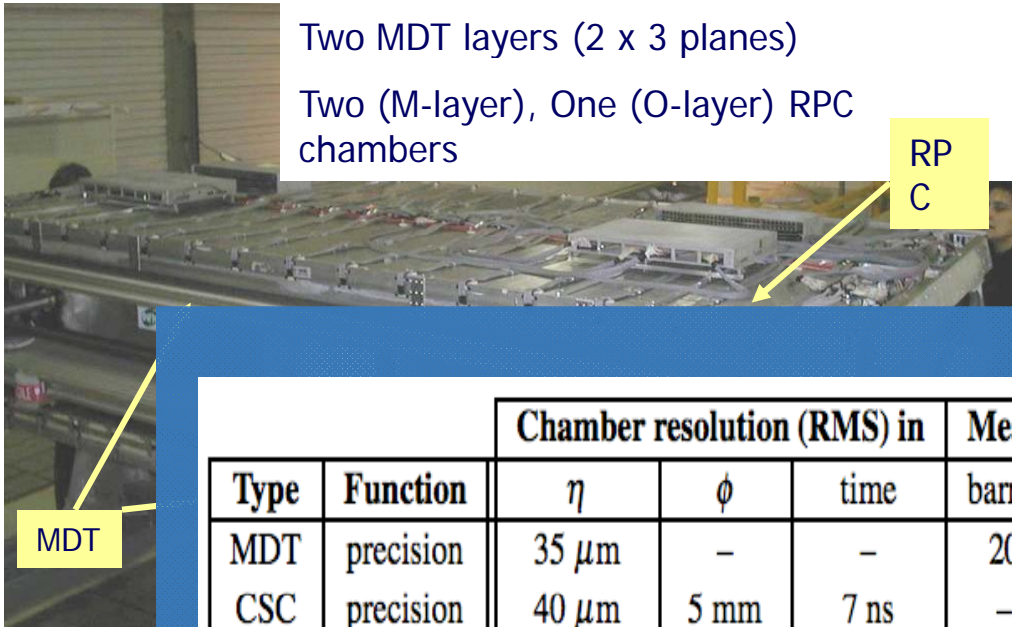 Two MDT layers (2 x 3 planes)
Two (M-layer), One (O-layer) RPC
chambers
RP
C
MDT
Chamber resolution (RMS) in
Type Function η ϕ time
MDT precision 35 μm – –
CSC precision 40 μm 5 mm 7 ns –